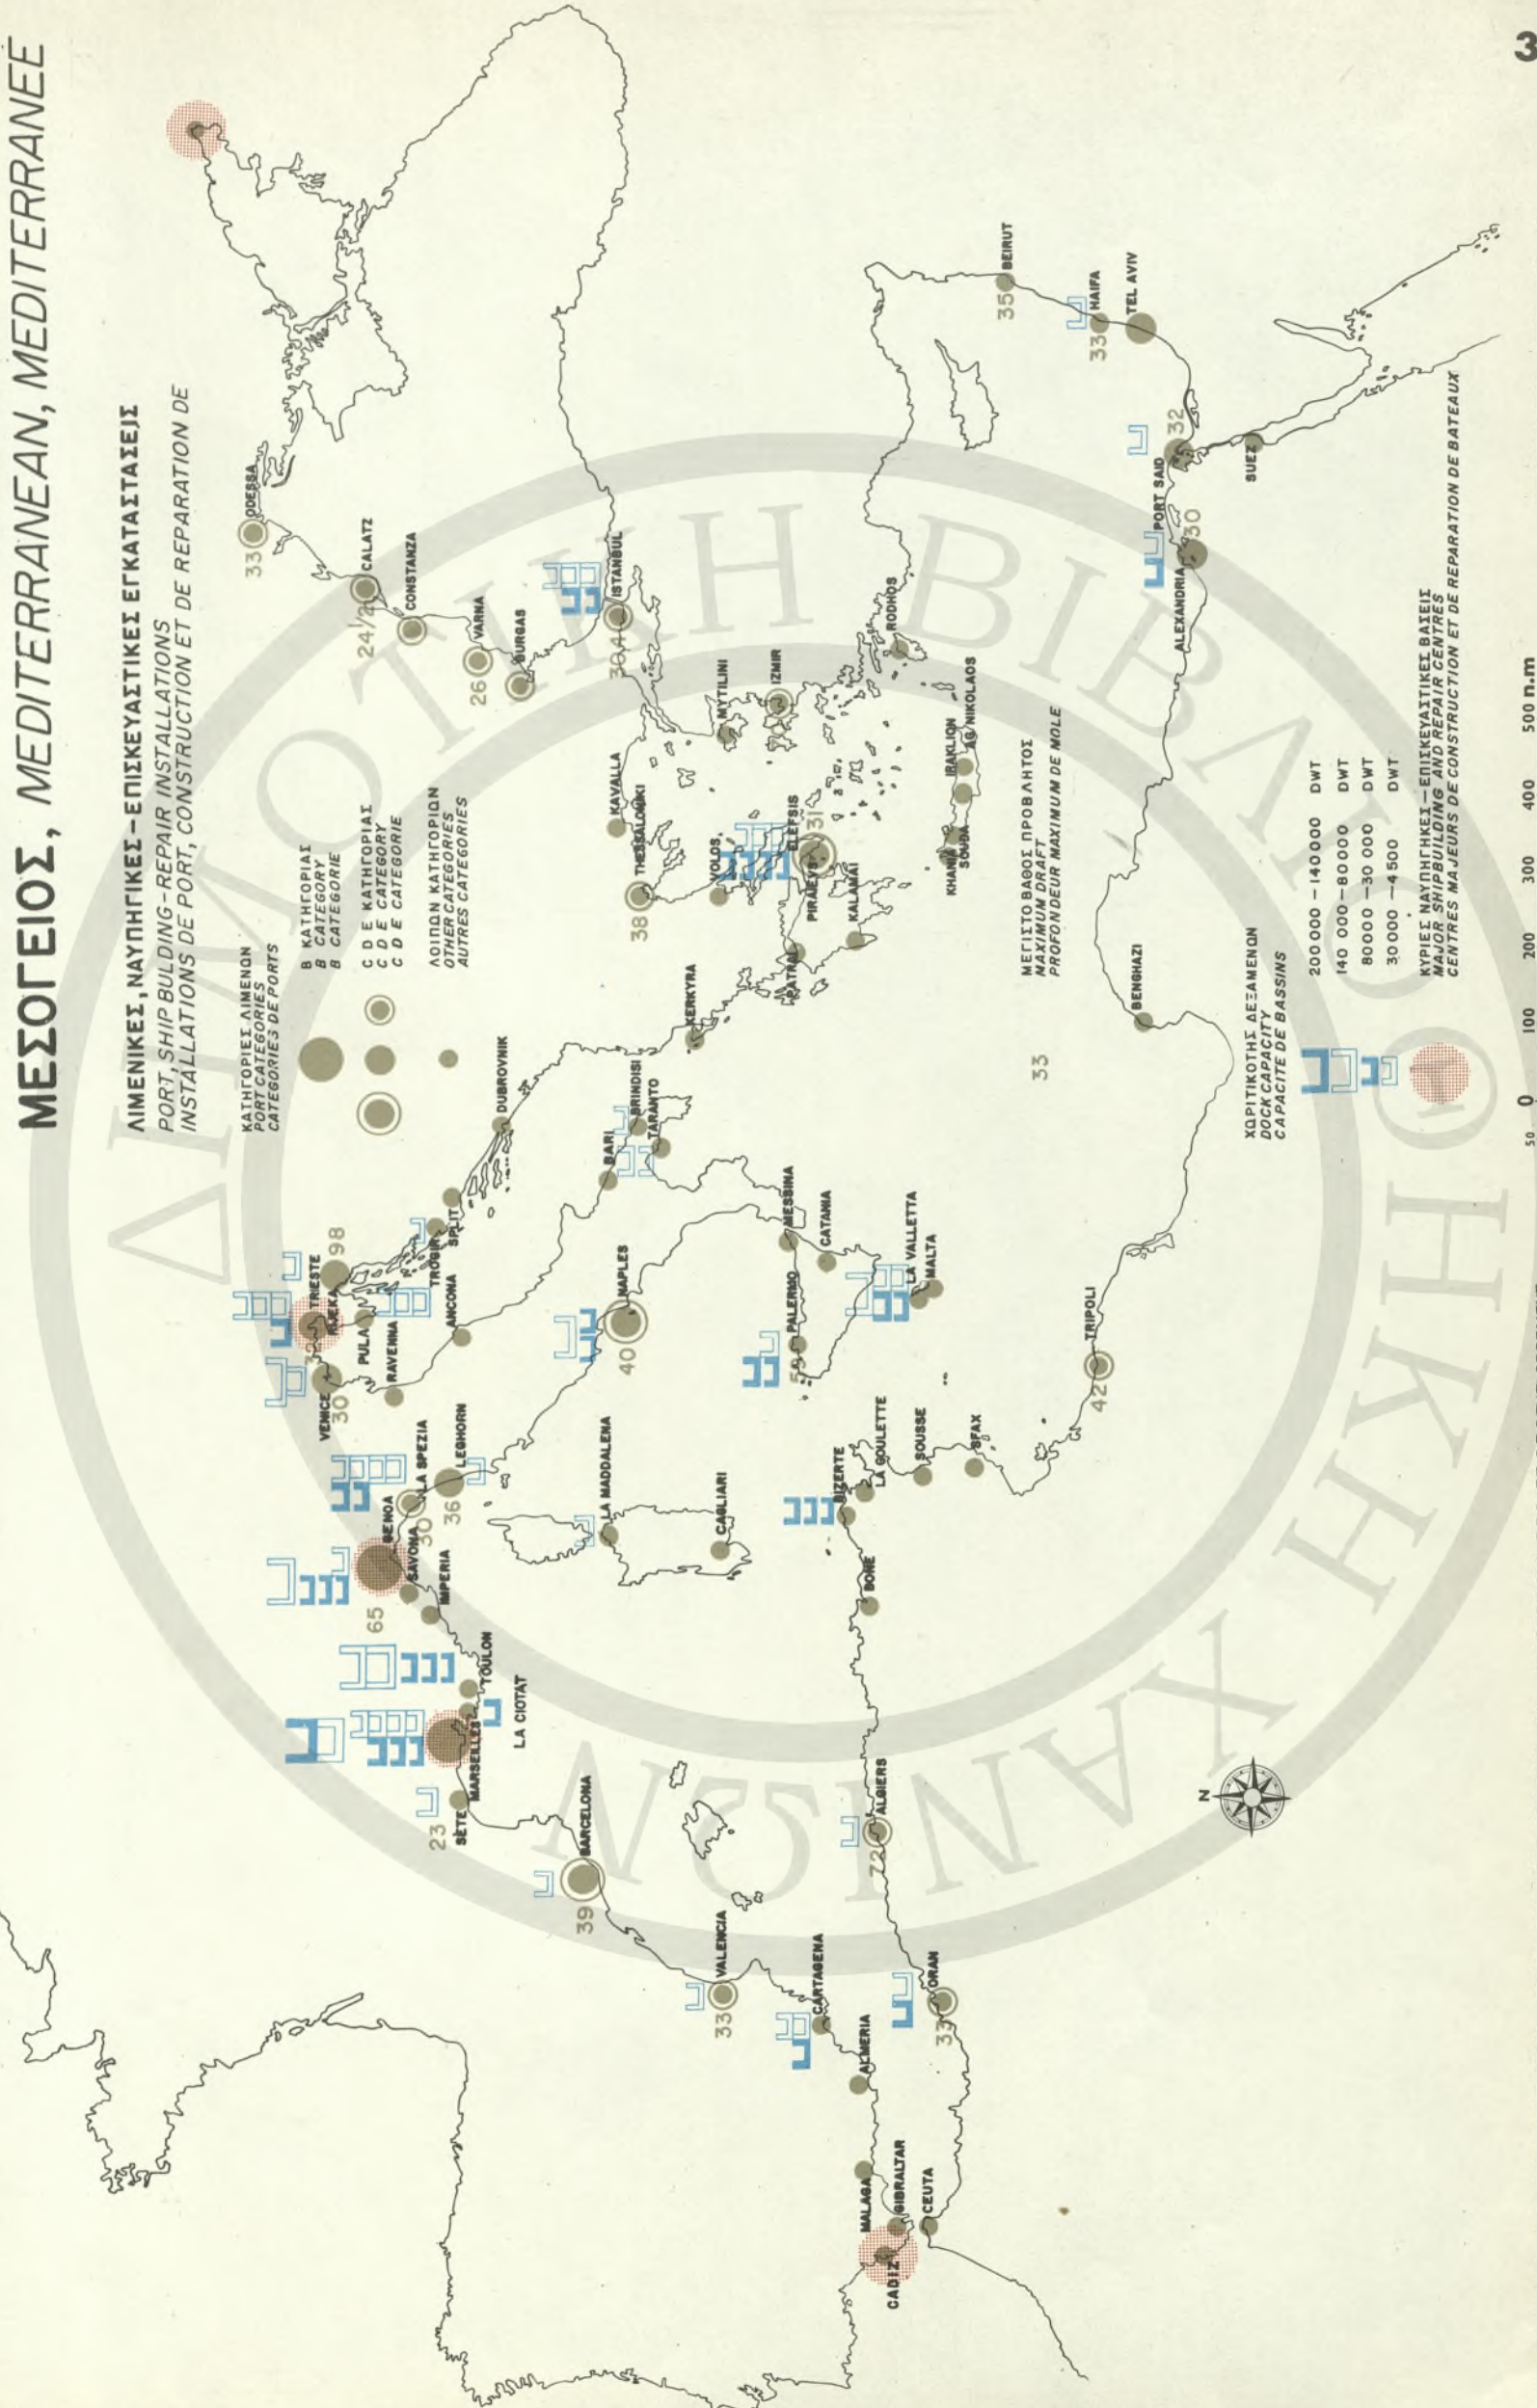 ΜΕΣΟΓΕΙΟΣ, MEDITERRANEAN, MEDITERRANEE
ΛΙΜΕΝΙΚΕΣ, ΝΑΥΠΗΓΙΚΕΣ – ΕΠΙΣΚΕΥΑΣΤΙΚΕΣ ΕΓΚΑΤΑΣΤΑΣΕΙΣ
PORT, SHIP BULDING-REPAIR INSTALLATIONS
INSTALLATIONS DE PORT, CONSTRUCTION ET DE REPARATION DE
ΚΑΤΗΓΟΡΙΕΣ ΛΙΜΕΝΩΝ
PORT CATEGORIES
CATEGORIES DE PORTS
B ΚΑΤΗΓΟΡΙΑΣ
B CATEGORY
B CATEGORIE
C D E ΚΑΤΗΓΟΡΙΑΣ
C D E CATEGORY
C D E CATEGORIE
ΛΟΙΠΩΝ ΚΑΤΗΓΟΡΙΩΝ
OTHER CATEGORIES
AUTRES CATEGORIES
ODESSA
33
CALATZ
24½
CONSTANZA
VARNA
26
BURGAS
ISTANBUL
30
KAVALLA
THESSALONIKI
38
VOLOS
MYTILINI
IZMIR
ELEFSIS
PIRAIEVS
31
KALAMAI
PATRAI
KERKYRA
RODHOS
KHANIA
SOUDA
IRAKLION
AG. NIKOLAOS
DUBROVNIK
SPLIT
TROGIR
RIJEKA
98
TRIESTE
PULA
VENICE
30
RAVENNA
ANCONA
BARI
BRINDISI
TARANTO
NAPLES
40
MESSINA
CATANIA
PALERMO
LA VALLETTA
MALTA
LEGHORN
36
LA SPEZIA
30
GENOA
65
SAVONA
IMPERIA
LA MADDALENA
CAGLIARI
TOULON
LA CIOTAT
MARSELLES
SÈTE
23
BARCELONA
39
VALENCIA
33
CARTAGENA
ALMERIA
MALAGA
GIBRALTAR
CADIZ
CEUTA
ORAN
33
ALGIERS
72
BONE
BIZERTE
LA GOULETTE
SOUSSE
SFAX
TRIPOLI
42
BENGHAZI
ALEXANDRIA
30
PORT SAID
32
SUEZ
TEL AVIV
HAIFA
33
BEIRUT
35
33
ΜΕΓΙΣΤΟ ΒΑΘΟΣ ΠΡΟΒΛΗΤΟΣ
MAXIMUM DRAFT
PROFONDEUR MAXIMUM DE MOLE
ΧΩΡΙΤΙΚΟΤΗΣ ΔΕΞΑΜΕΝΩΝ
DOCK CAPACITY
CAPACITE DE BASSINS
200 000 – 140 000 DWT
140 000 – 80 000 DWT
80 000 – 30 000 DWT
30 000 – 4 500 DWT
ΚΥΡΙΕΣ ΝΑΥΠΗΓΗΚΕΣ – ΕΠΙΣΚΕΥΑΣΤΙΚΕΣ ΒΑΣΕΙΣ
MAJOR SHIPBUILDING AND REPAIR CENTRES
CENTRES MAJEURS DE CONSTRUCTION ET DE REPARATION DE BATEAUX
50 0 100 200 300 400 500 n.m
N
3
ΔΗΜΟΤΙΚΗ ΒΙΒΛΙΟΘΗΚΗ ΧΑΝΙΩΝ